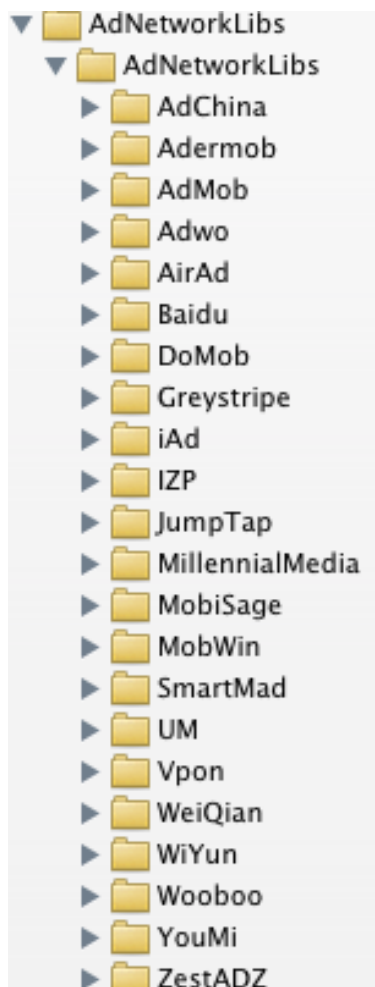 AdNetworkLibs
AdNetworkLibs
AdChina
Adermob
AdMob
Adwo
AirAd
Baidu
DoMob
Greystripe
iAd
IZP
JumpTap
MillennialMedia
MobiSage
MobWin
SmartMad
UM
Vpon
WeiQian
WiYun
Wooboo
YouMi
ZestADZ